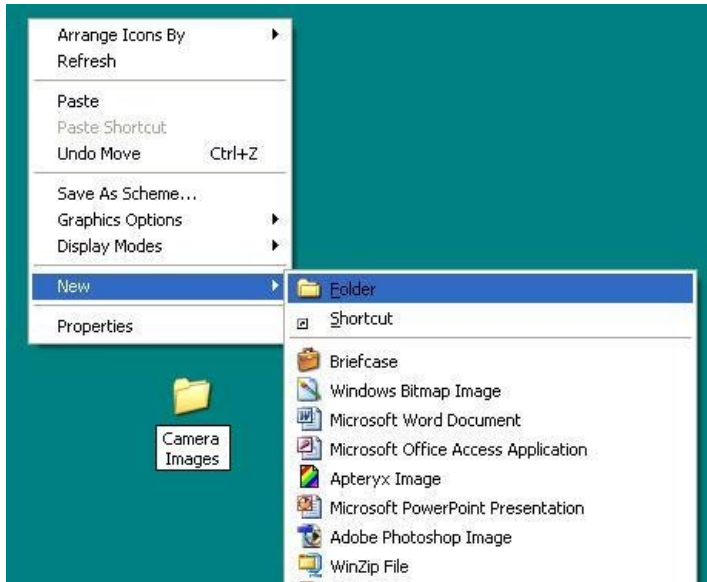 Arrange Icons By
Refresh
Paste
Paste Shortcut
Undo Move Ctrl+Z
Save As Scheme...
Graphics Options
Display Modes
New
Properties
Folder
Shortcut
Briefcase
Windows Bitmap Image
Microsoft Word Document
Microsoft Office Access Application
Apteryx Image
Microsoft PowerPoint Presentation
Adobe Photoshop Image
WinZip File
Camera
Images